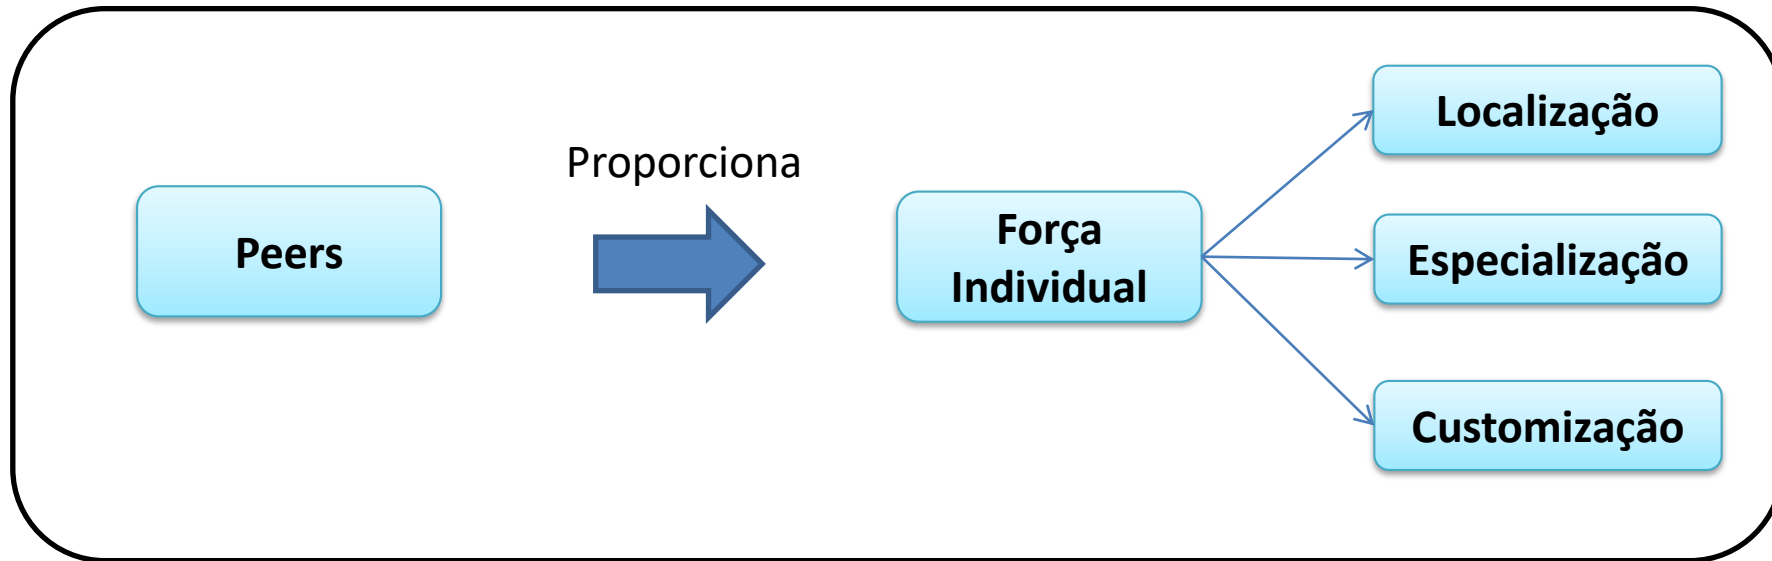 Peers
Proporciona
Força
Individual
Localização
Especialização
Customização